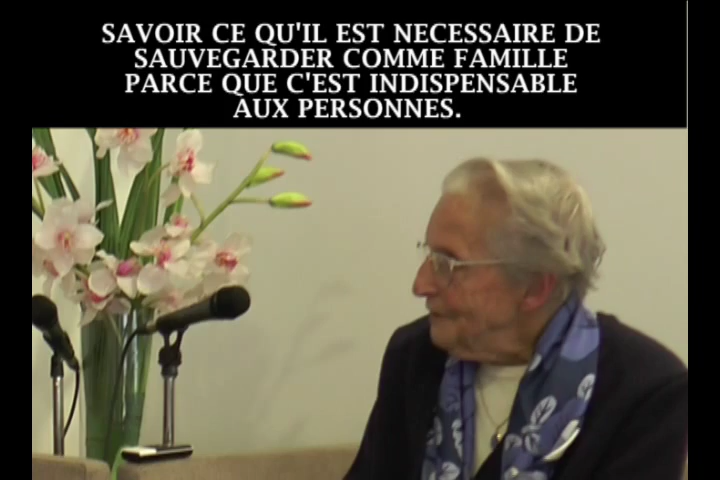 SAVOIR CE QU'IL EST NECESSAIRE DE
SAUVEGARDER COMME FAMILLE
PARCE QUE C'EST INDISPENSABLE
AUX PERSONNES.